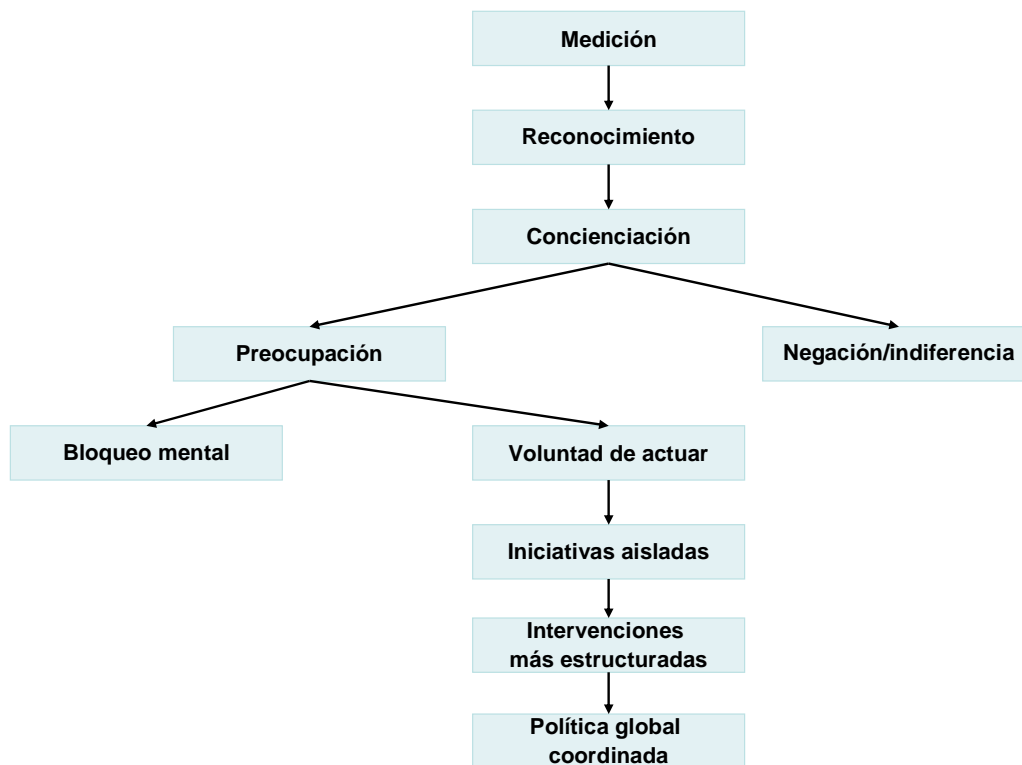 Medición
Reconocimiento
Concienciación
Preocupación
Negación/indiferencia
Bloqueo mental
Voluntad de actuar
Iniciativas aisladas
Intervenciones
más estructuradas
Política global
coordinada